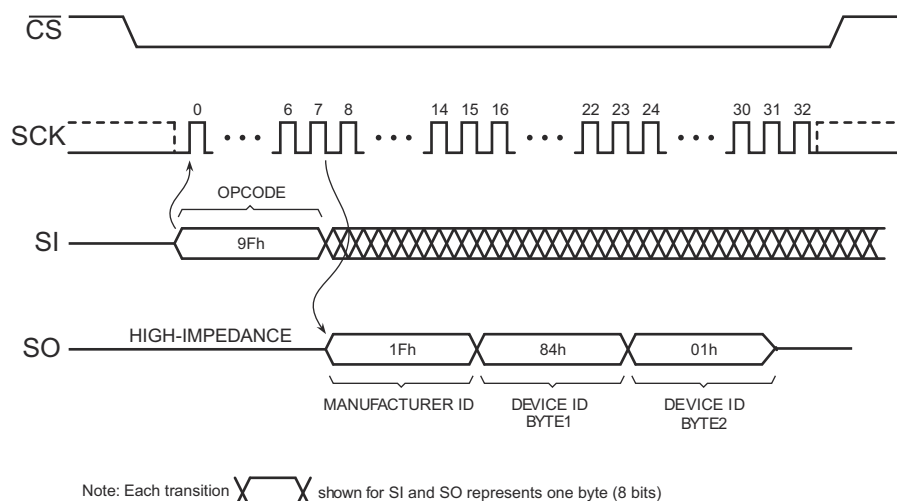 CS
0 6 7 8 14 15 16 22 23 24 30 31 32
SCK
OPCODE
SI
9Fh
HIGH-IMPEDANCE
SO
1Fh 84h 01h
MANUFACTURER ID DEVICE ID DEVICE ID
BYTE1 BYTE2
Note: Each transition shown for SI and SO represents one byte (8 bits)